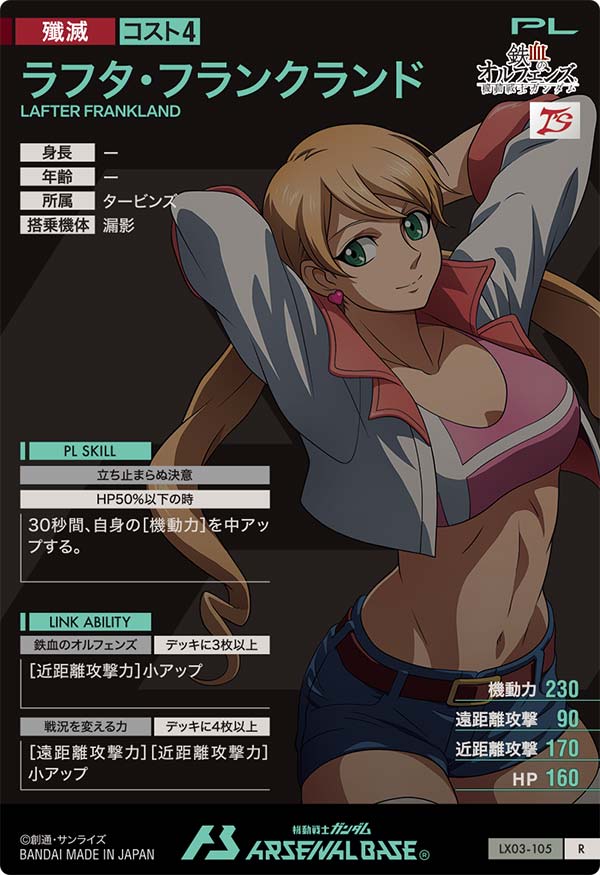 殲滅 コスト4 PL
ラフタ・フランクランド
LAFTER FRANKLAND
鉄血の
オルフェンズ
機動戦士ガンダム
T'S
身長 ー
年齢 ー
所属 タービンズ
搭乗機体 漏影
PL SKILL
立ち止まらぬ決意
HP50%以下の時
30秒間、自身の[機動力]を中アッ
プする。
LINK ABILITY
鉄血のオルフェンズ デッキに3枚以上
[近距離攻撃力]小アップ
戦況を変える力 デッキに4枚以上
[遠距離攻撃力][近距離攻撃力]
小アップ
機動力 230
遠距離攻撃 90
近距離攻撃 170
HP 160
©創通・サンライズ
BANDAI MADE IN JAPAN
AB 機動戦士ガンダム
ARSENAL BASE®
LX03-105 R